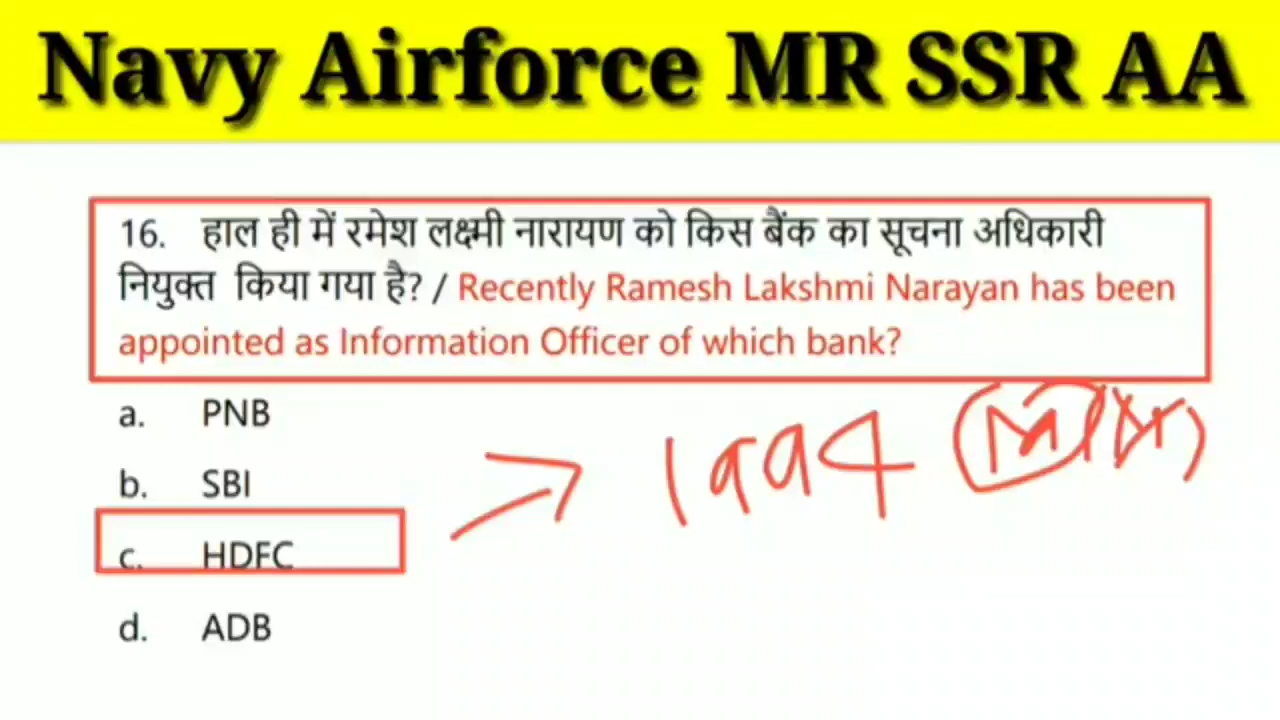 Navy Airforce MR SSR AA
16. हाल ही में रमेश लक्ष्मी नारायण को किस बैंक का सूचना अधिकारी
नियुक्त किया गया है? / Recently Ramesh Lakshmi Narayan has been
appointed as Information Officer of which bank?
a. PNB
b. SBI
c. HDFC
d. ADB
1994